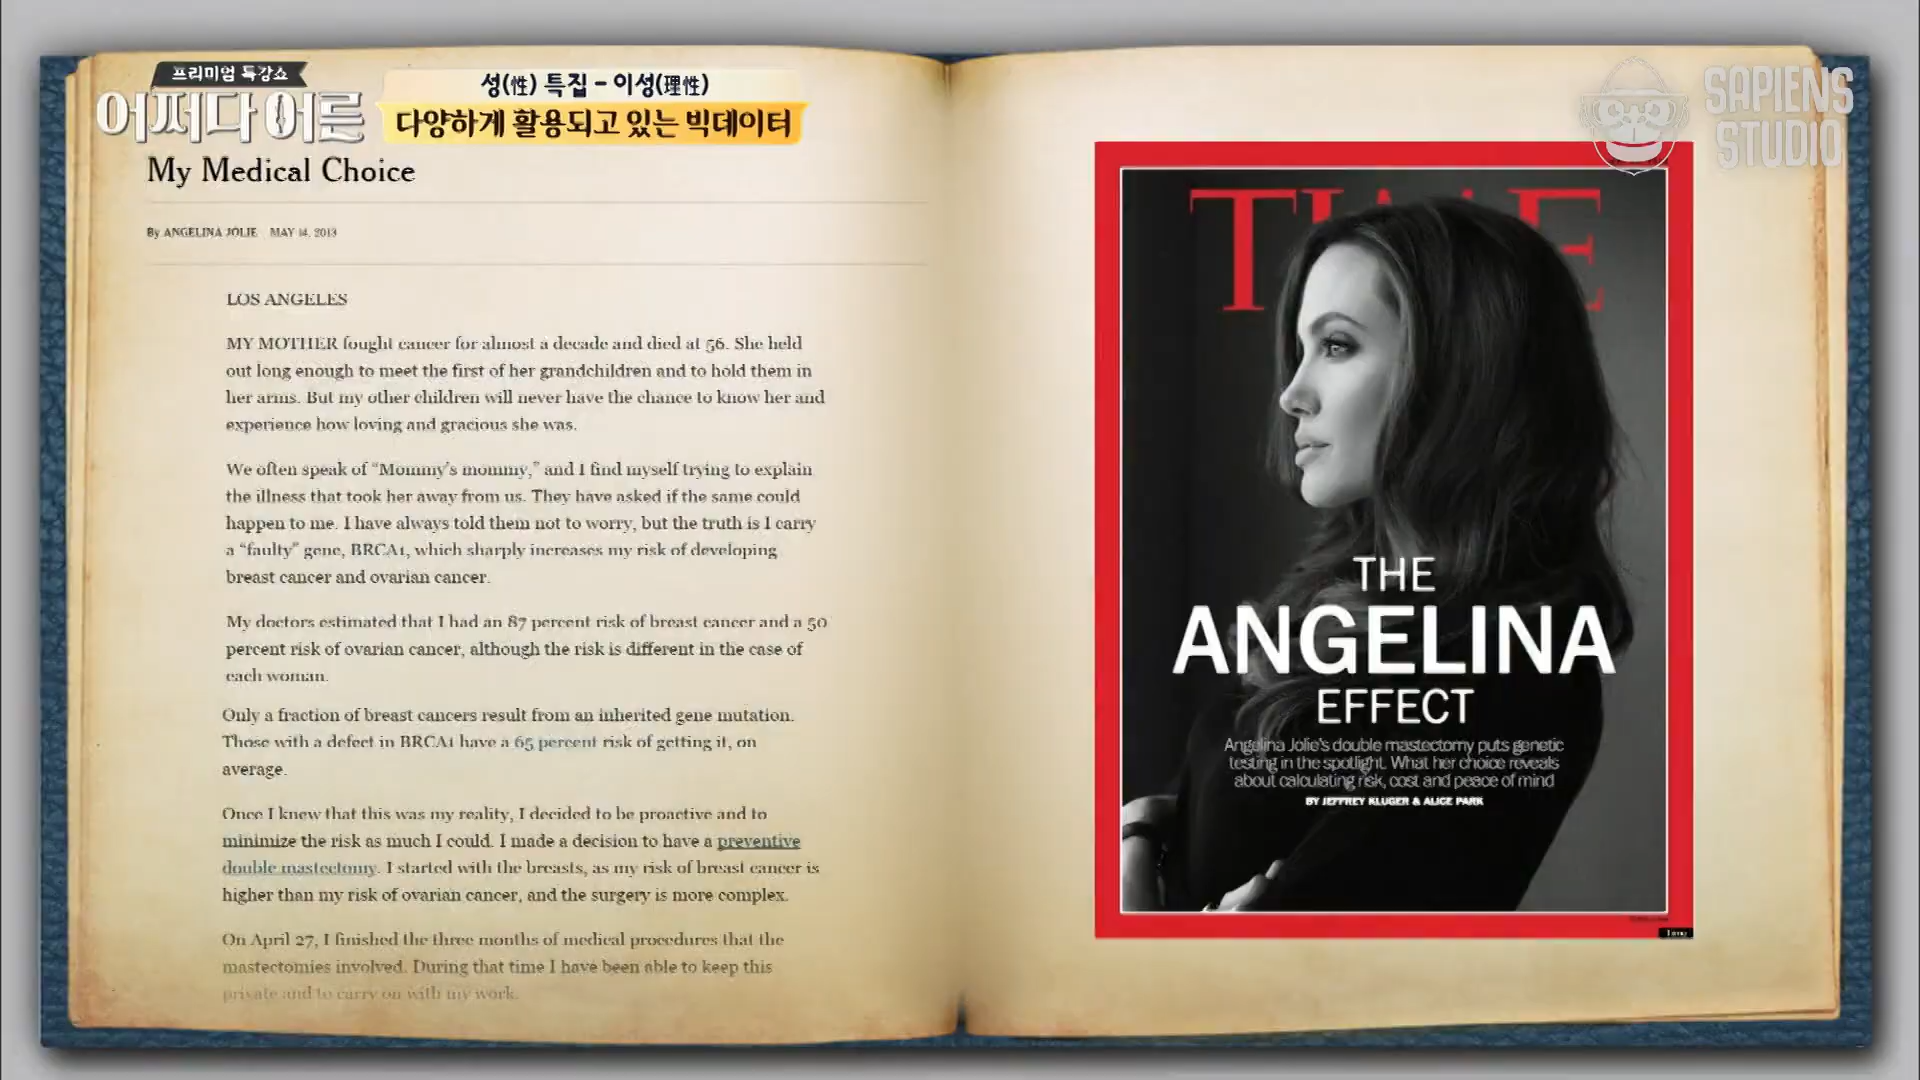 프리미엄 특강쇼
어쩌다 어른
성(性) 특집 - 이성(理性)
다양하게 활용되고 있는 빅데이터
SAPIENS
STUDIO
My Medical Choice
By ANGELINA JOLIE MAY 14, 2013
LOS ANGELES
MY MOTHER fought cancer for almost a decade and died at 56. She held
out long enough to meet the first of her grandchildren and to hold them in
her arms. But my other children will never have the chance to know her and
experience how loving and gracious she was.
We often speak of “Mommy’s mommy,” and I find myself trying to explain
the illness that took her away from us. They have asked if the same could
happen to me. I have always told them not to worry, but the truth is I carry
a “faulty” gene, BRCA1, which sharply increases my risk of developing
breast cancer and ovarian cancer.
My doctors estimated that I had an 87 percent risk of breast cancer and a 50
percent risk of ovarian cancer, although the risk is different in the case of
each woman.
Only a fraction of breast cancers result from an inherited gene mutation.
Those with a defect in BRCA1 have a 65 percent risk of getting it, on
average.
Once I knew that this was my reality, I decided to be proactive and to
minimize the risk as much I could. I made a decision to have a preventive
double mastectomy. I started with the breasts, as my risk of breast cancer is
higher than my risk of ovarian cancer, and the surgery is more complex.
On April 27, I finished the three months of medical procedures that the
mastectomies involved. During that time I have been able to keep this
private and to carry on with my work.
TIME
THE
ANGELINA
EFFECT
Angelina Jolie's double mastectomy puts genetic
testing in the spotlight. What her choice reveals
about calculating risk, cost and peace of mind
BY JEFFREY KLUGER & ALICE PARK